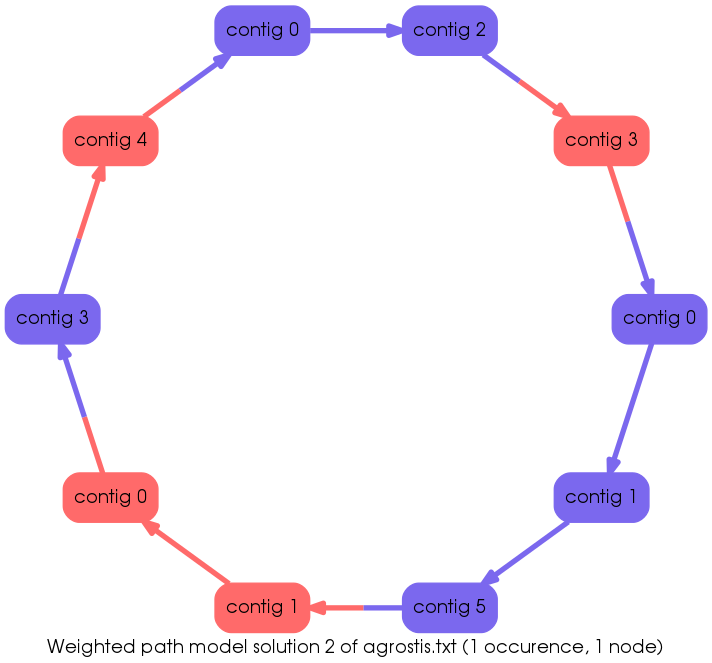 contig 0
contig 2
contig 4
contig 3
contig 3
contig 0
contig 0
contig 1
contig 1
contig 5
Weighted path model solution 2 of agrostis.txt (1 occurence, 1 node)